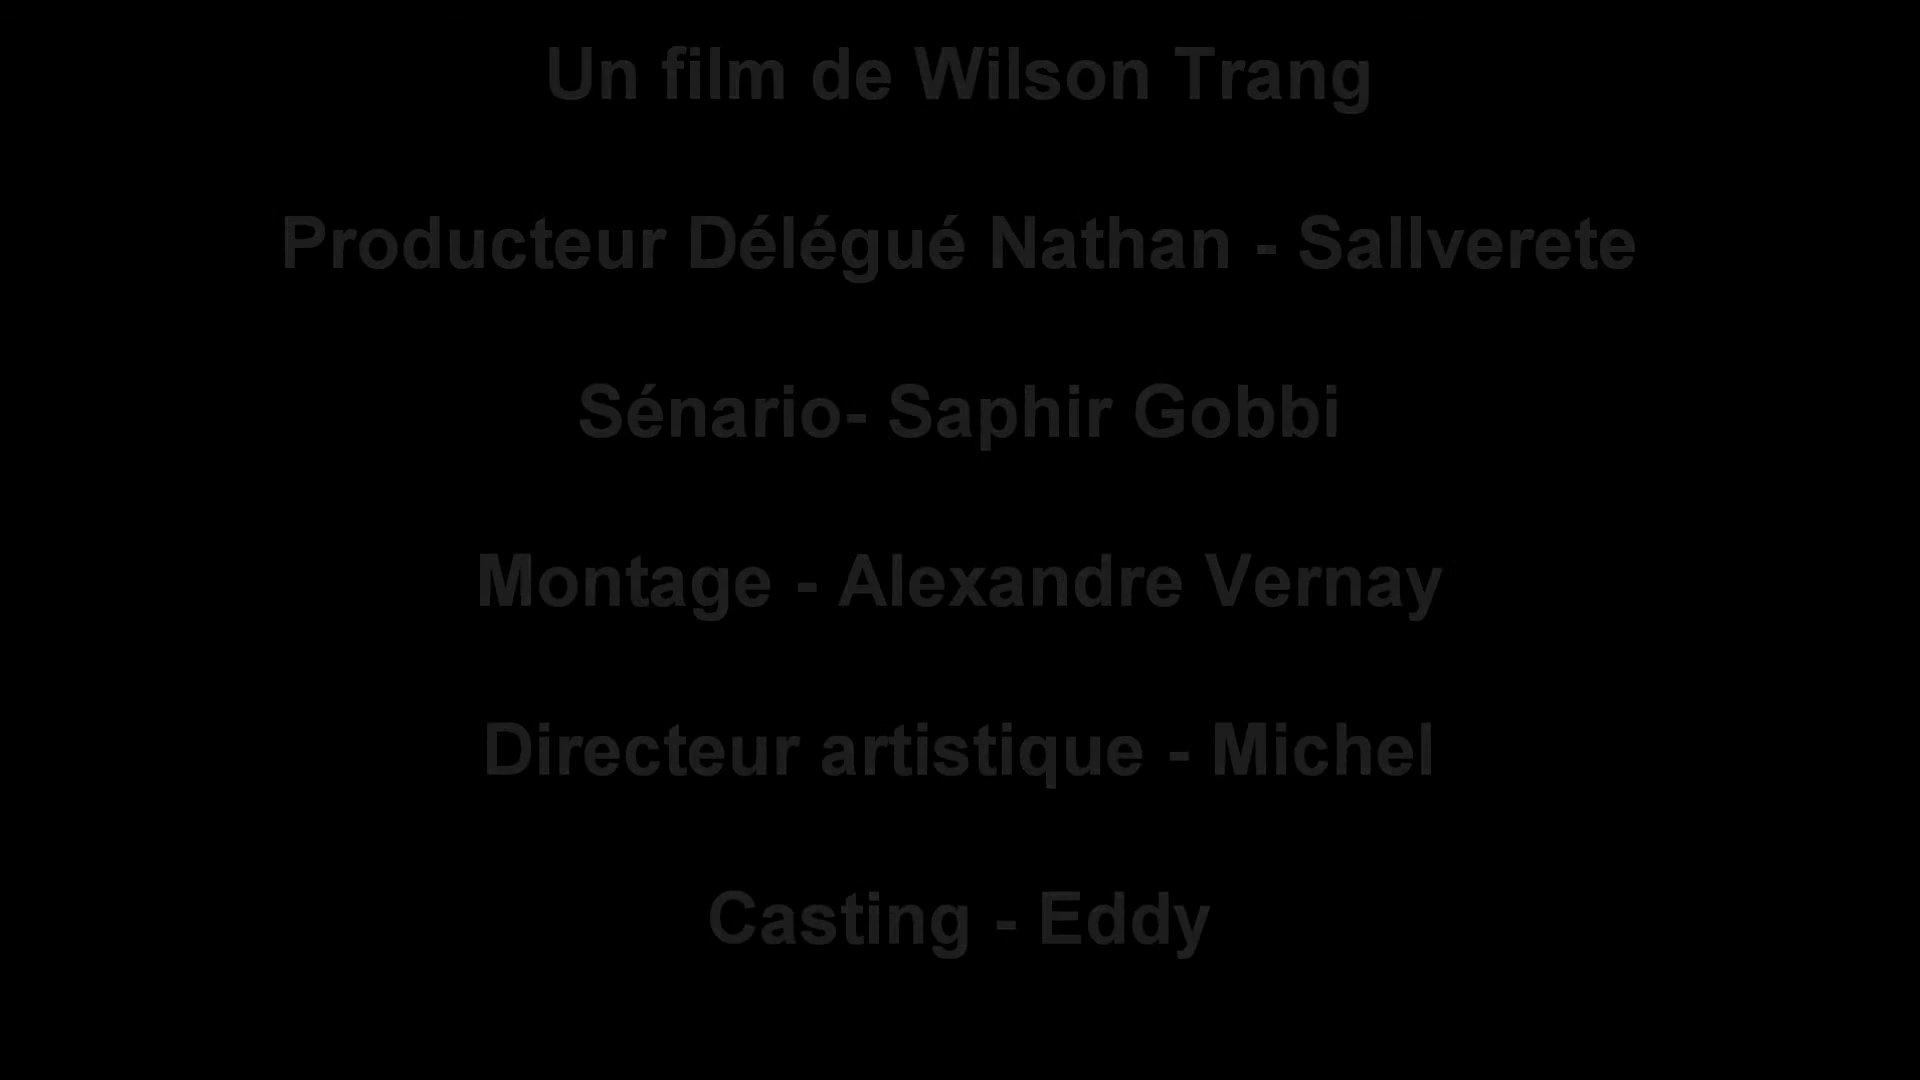 Un film de Wilson Trang
Producteur Délégué Nathan - Sallverete
Sénario- Saphir Gobbi
Montage - Alexandre Vernay
Directeur artistique - Michel
Casting - Eddy